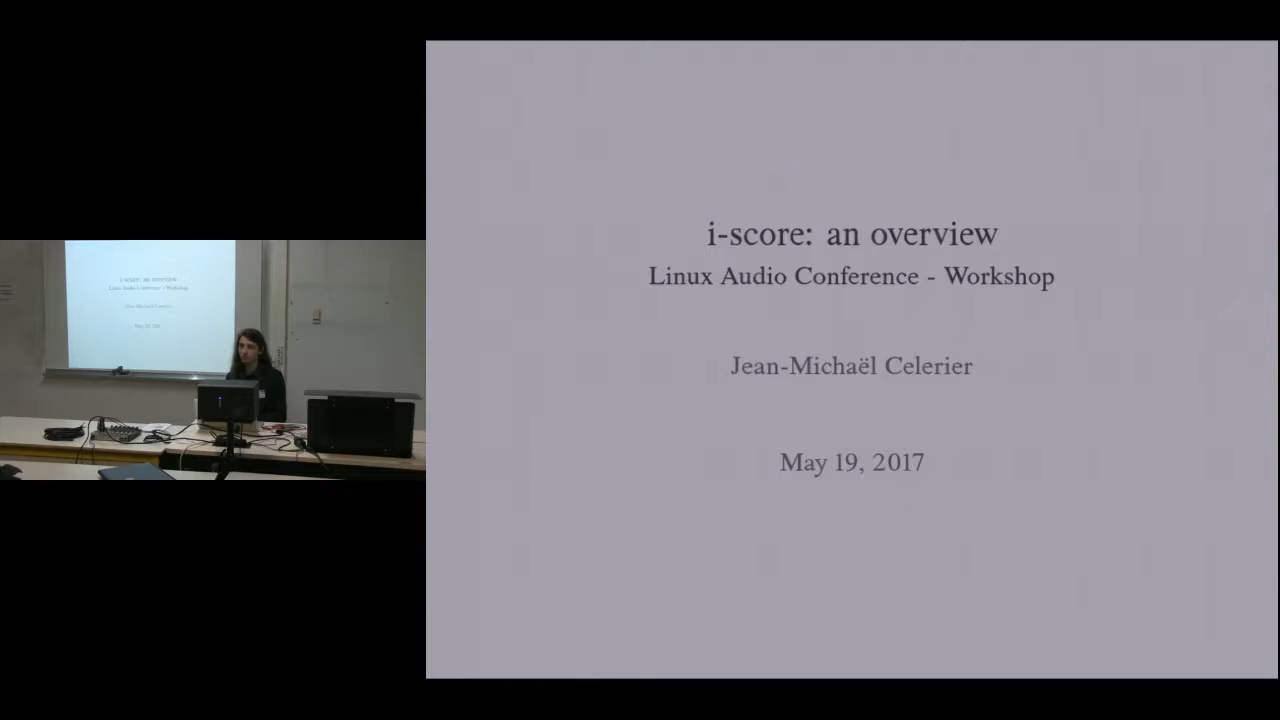 i-score: an overview
Linux Audio Conference - Workshop
Jean-Michaël Celerier
May 19, 2017